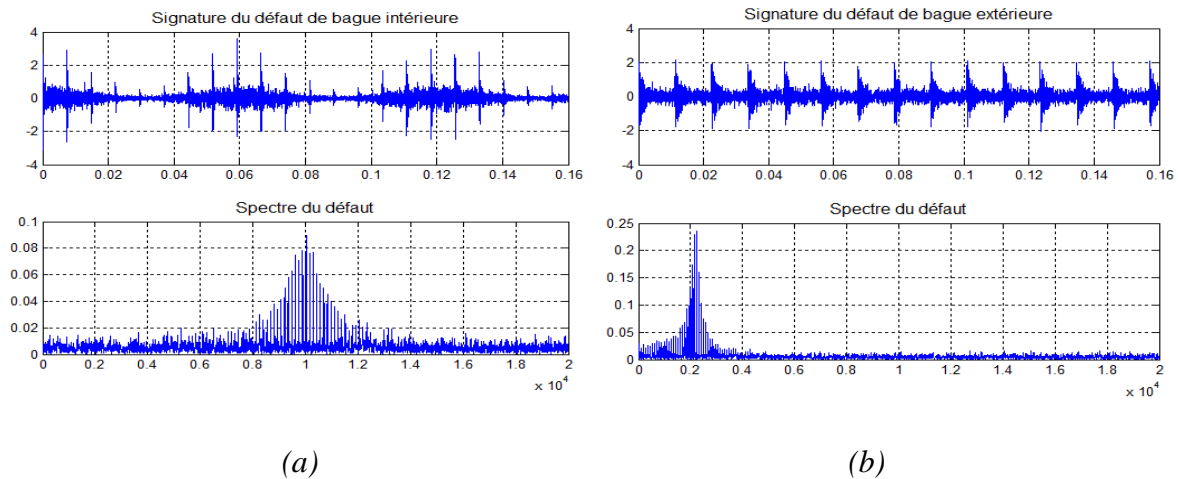 Signature du défaut de bague intérieure
4
2
0
-2
-4
0 0.02 0.04 0.06 0.08 0.1 0.12 0.14 0.16
Spectre du défaut
0.1
0.08
0.06
0.04
0.02
0
0 0.2 0.4 0.6 0.8 1 1.2 1.4 1.6 1.8 2
x 10^4
(a)
Signature du défaut de bague extérieure
4
2
0
-2
-4
0 0.02 0.04 0.06 0.08 0.1 0.12 0.14 0.16
Spectre du défaut
0.25
0.2
0.15
0.1
0.05
0
0 0.2 0.4 0.6 0.8 1 1.2 1.4 1.6 1.8 2
x 10^4
(b)